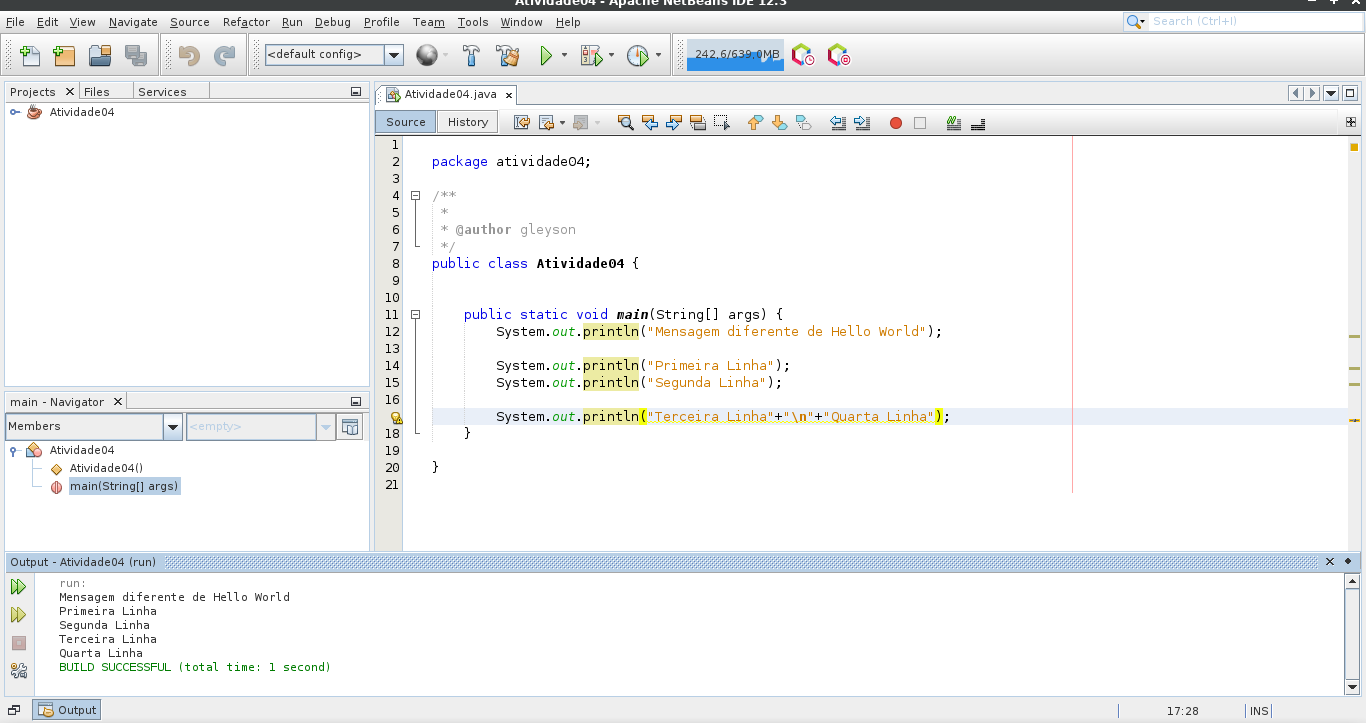 Atividade04 - Apache NetBeans IDE 12.3
File Edit View Navigate Source Refactor Run Debug Profile Team Tools Window Help
Search (Ctrl+I)
<default config>
242,6/639,0MB
Projects Files Services
Atividade04
Atividade04.java
Source History
1
2 package atividade04;
3
4 /**
5 *
6 * @author gleyson
7 */
8 public class Atividade04 {
9
10
11 public static void main(String[] args) {
12 System.out.println("Mensagem diferente de Hello World");
13
14 System.out.println("Primeira Linha");
15 System.out.println("Segunda Linha");
16
System.out.println("Terceira Linha"+"\n"+"Quarta Linha");
18 }
19
20 }
21
main - Navigator
Members
<empty>
Atividade04
Atividade04()
main(String[] args)
Output - Atividade04 (run)
run:
Mensagem diferente de Hello World
Primeira Linha
Segunda Linha
Terceira Linha
Quarta Linha
BUILD SUCCESSFUL (total time: 1 second)
Output
17:28 INS